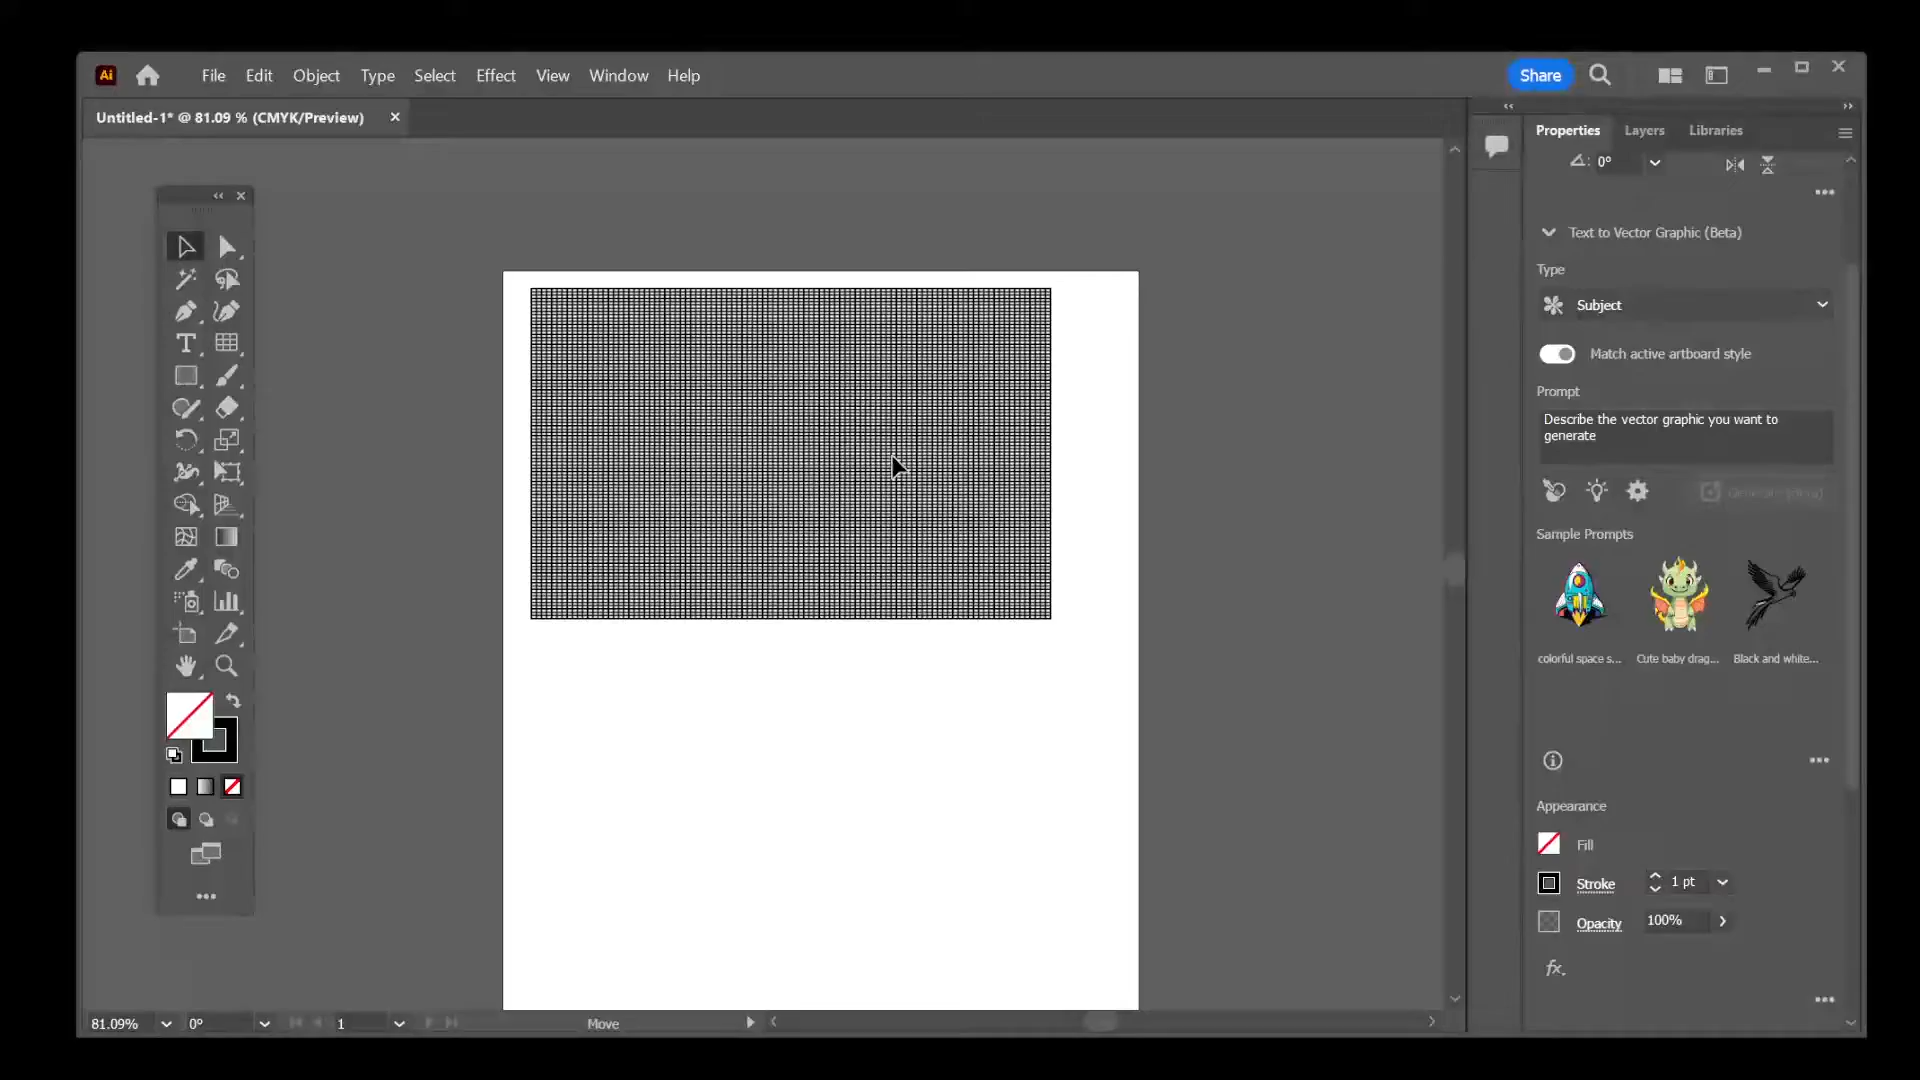 Ai
File Edit Object Type Select Effect View Window Help
Share
Untitled-1* @ 81.09 % (CMYK/Preview)
Properties Layers Libraries
0°
Text to Vector Graphic (Beta)
Type
Subject
Match active artboard style
Prompt
Describe the vector graphic you want to
generate
Sample Prompts
colorful space s...
Cute baby drag...
Black and white...
Appearance
Fill
Stroke
1 pt
Opacity
100%
fx.
81.09%
0°
1
Move